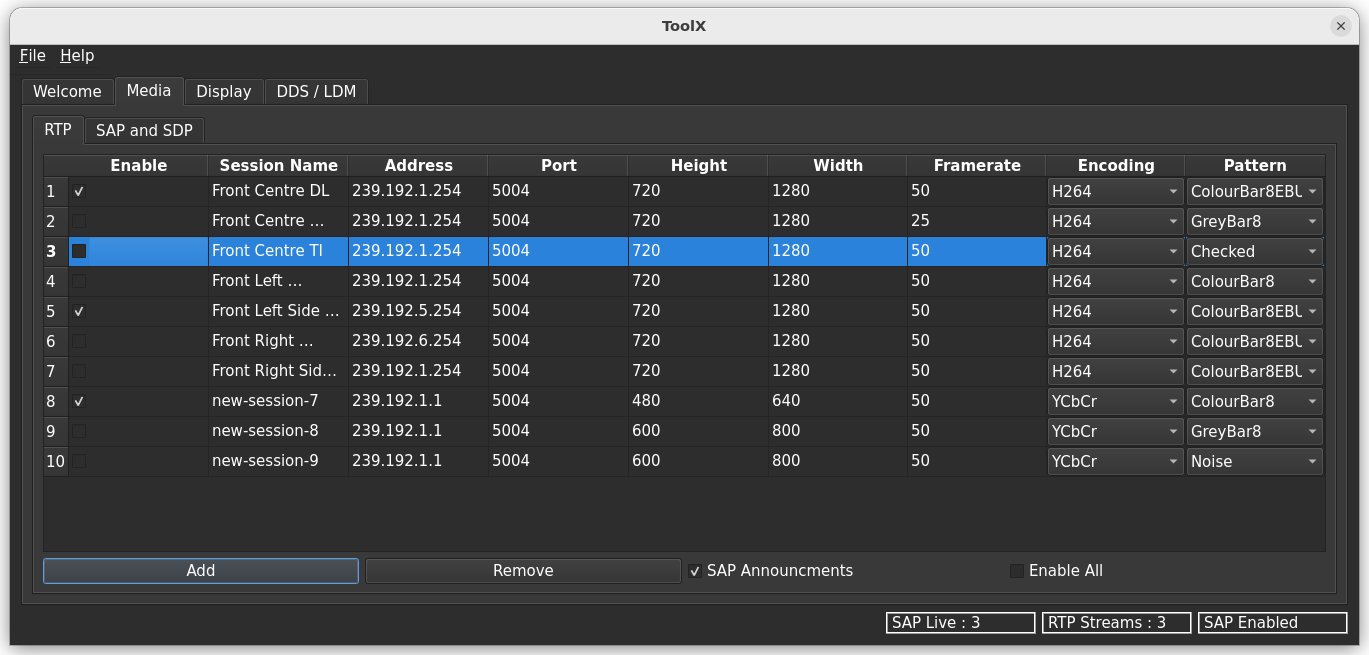 ToolX
File Help
Welcome Media Display DDS / LDM
RTP SAP and SDP
Enable Session Name Address Port Height Width Framerate Encoding Pattern
1 Front Centre DL 239.192.1.254 5004 720 1280 50 H264 ColourBar8EBU
2 Front Centre ... 239.192.1.254 5004 720 1280 25 H264 GreyBar8
3 Front Centre TI 239.192.1.254 5004 720 1280 50 H264 Checked
4 Front Left ... 239.192.1.254 5004 720 1280 50 H264 ColourBar8
5 Front Left Side ... 239.192.5.254 5004 720 1280 50 H264 ColourBar8EBU
6 Front Right ... 239.192.6.254 5004 720 1280 50 H264 ColourBar8EBU
7 Front Right Sid... 239.192.1.254 5004 720 1280 50 H264 ColourBar8EBU
8 new-session-7 239.192.1.1 5004 480 640 50 YCbCr ColourBar8
9 new-session-8 239.192.1.1 5004 600 800 50 YCbCr GreyBar8
10 new-session-9 239.192.1.1 5004 600 800 50 YCbCr Noise
Add Remove SAP Announcments Enable All
SAP Live : 3 RTP Streams : 3 SAP Enabled